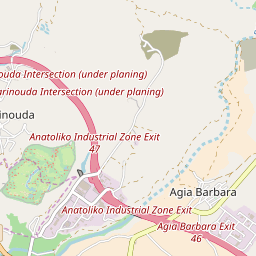 ouda Intersection (under planing)
arinouda Intersection (under planing)
inouda
Anatoliko Industrial Zone Exit
47
Agia Barbara
Anatoliko Industrial Zone Exit
Agia Barbara Exit
46